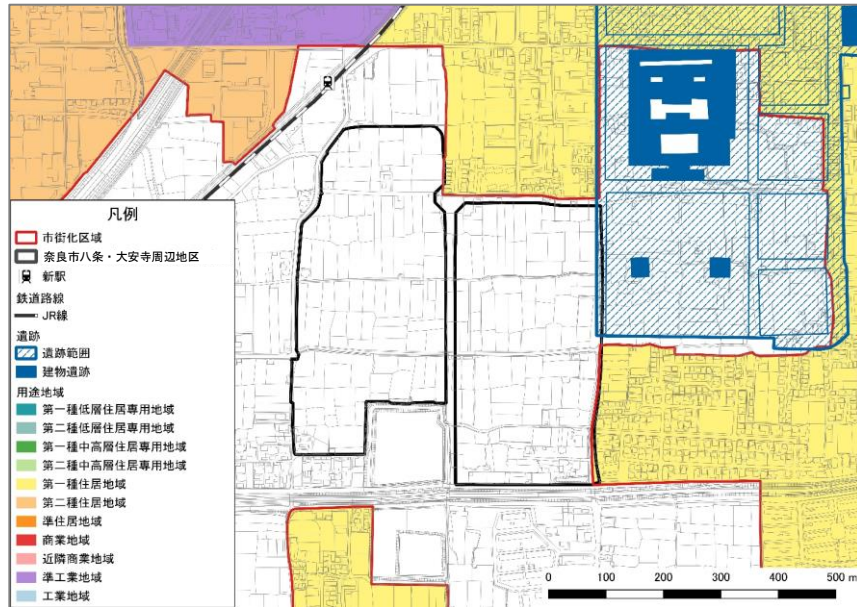 凡例
市街化区域
奈良市八条・大安寺周辺地区
新駅
鉄道路線
JR線
遺跡
遺跡範囲
建物遺跡
用途地域
第一種低層住居専用地域
第二種低層住居専用地域
第一種中高層住居専用地域
第二種中高層住居専用地域
第一種住居地域
第二種住居地域
準住居地域
商業地域
近隣商業地域
準工業地域
工業地域
0 100 200 300 400 500 m